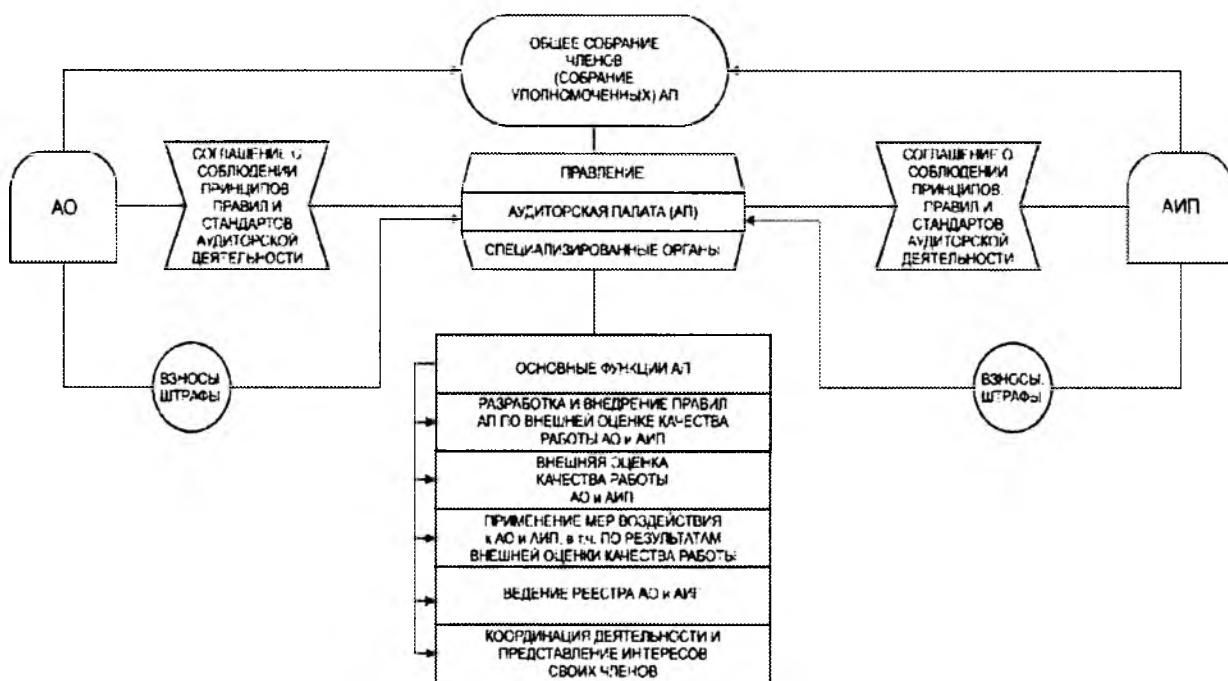 ОБЩЕЕ СОБРАНИЕ
ЧЛЕНОВ
(СОБРАНИЕ
УПОЛНОМОЧЕННЫХ) АП
АО
СОГЛАШЕНИЕ О
СОБЛЮДЕНИИ
ПРИНЦИПОВ,
ПРАВИЛ И
СТАНДАРТОВ
АУДИТОРСКОЙ
ДЕЯТЕЛЬНОСТИ
ПРАВЛЕНИЕ
АУДИТОРСКАЯ ПАЛАТА (АП)
СПЕЦИАЛИЗИРОВАННЫЕ ОРГАНЫ
СОГЛАШЕНИЕ О
СОБЛЮДЕНИИ
ПРИНЦИПОВ,
ПРАВИЛ И
СТАНДАРТОВ
АУДИТОРСКОЙ
ДЕЯТЕЛЬНОСТИ
АИП
ВЗНОСЫ,
ШТРАФЫ
ВЗНОСЫ,
ШТРАФЫ
ОСНОВНЫЕ ФУНКЦИИ АП
РАЗРАБОТКА И ВНЕДРЕНИЕ ПРАВИЛ
АП ПО ВНЕШНЕЙ ОЦЕНКЕ КАЧЕСТВА
РАБОТЫ АО и АИП
ВНЕШНЯЯ ОЦЕНКА
КАЧЕСТВА РАБОТЫ
АО и АИП
ПРИМЕНЕНИЕ МЕР ВОЗДЕЙСТВИЯ
к АО и АИП, в т.ч. ПО РЕЗУЛЬТАТАМ
ВНЕШНЕЙ ОЦЕНКИ КАЧЕСТВА РАБОТЫ
ВЕДЕНИЕ РЕЕСТРА АО и АИП
КООРДИНАЦИЯ ДЕЯТЕЛЬНОСТИ И
ПРЕДСТАВЛЕНИЕ ИНТЕРЕСОВ
СВОИХ ЧЛЕНОВ